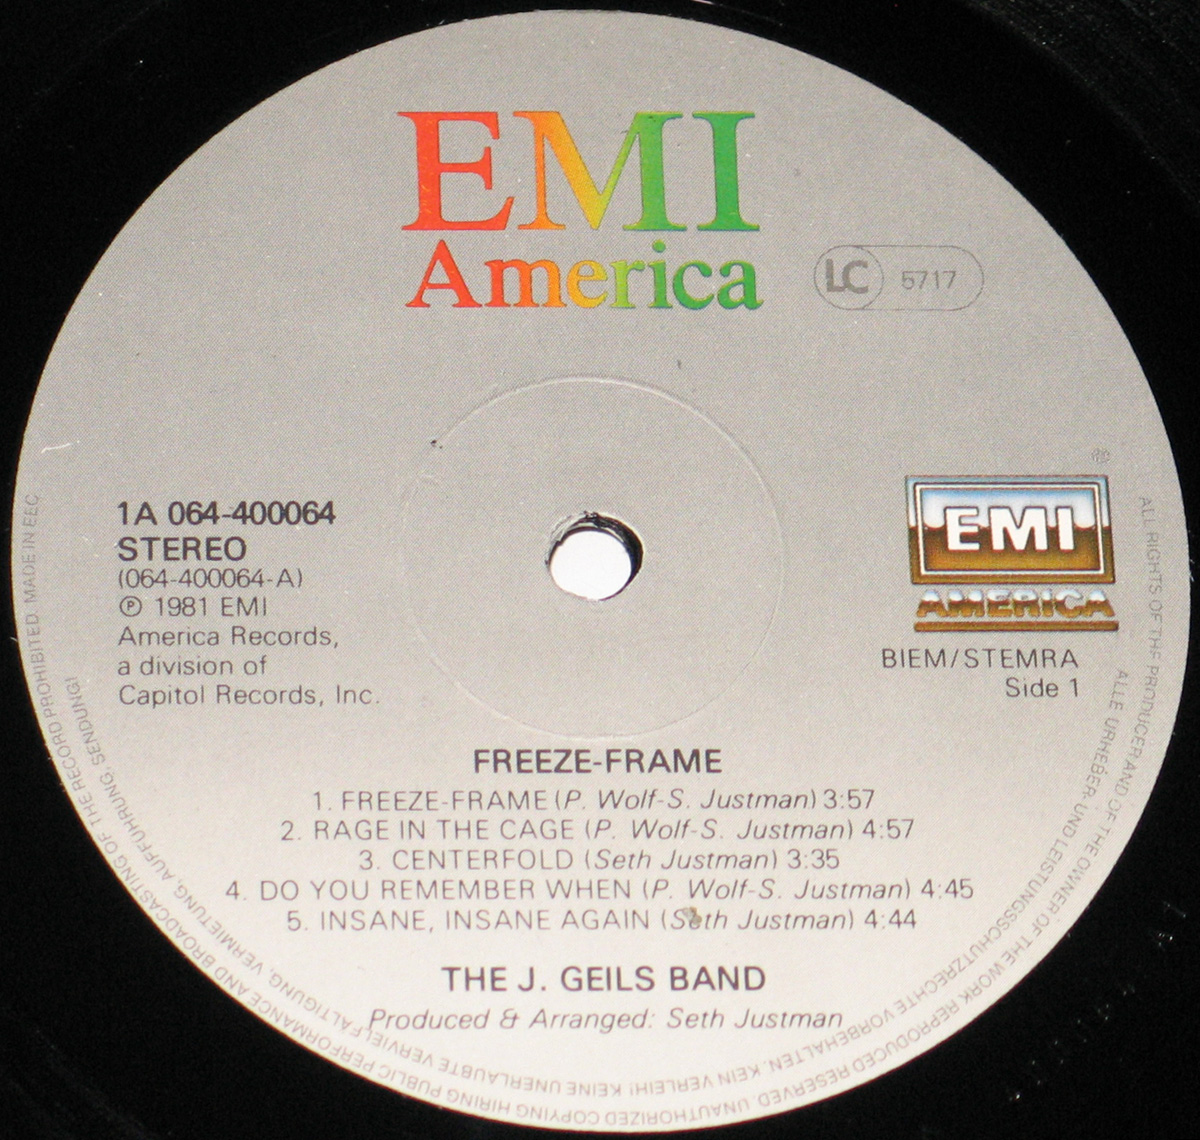 EMI
America
LC 5717
1A 064-400064
STEREO
(064-400064-A)
℗ 1981 EMI
America Records,
a division of
Capitol Records, Inc.
EMI
AMERICA
BIEM/STEMRA
Side 1
FREEZE-FRAME
1. FREEZE-FRAME (P. Wolf-S. Justman) 3:57
2. RAGE IN THE CAGE (P. Wolf-S. Justman) 4:57
3. CENTERFOLD (Seth Justman) 3:35
4. DO YOU REMEMBER WHEN (P. Wolf-S. Justman) 4:45
5. INSANE, INSANE AGAIN (Seth Justman) 4:44
THE J. GEILS BAND
Produced & Arranged: Seth Justman
ALL RIGHTS OF THE PRODUCER AND OF THE OWNER OF THE WORK REPRODUCED RESERVED. UNAUTHORIZED COPYING HIRING PUBLIC PERFORMANCE AND BROADCASTING OF THE RECORD PROHIBITED. MADE IN EEC
ALLE URHEBER- UND LEISTUNGSSCHUTZRECHTE VORBEHALTEN. KEIN VERLEIH! KEINE UNERLAUBTE VERVIELFÄLTIGUNG, VERMIETUNG, AUFFÜHRUNG, SENDUNG!